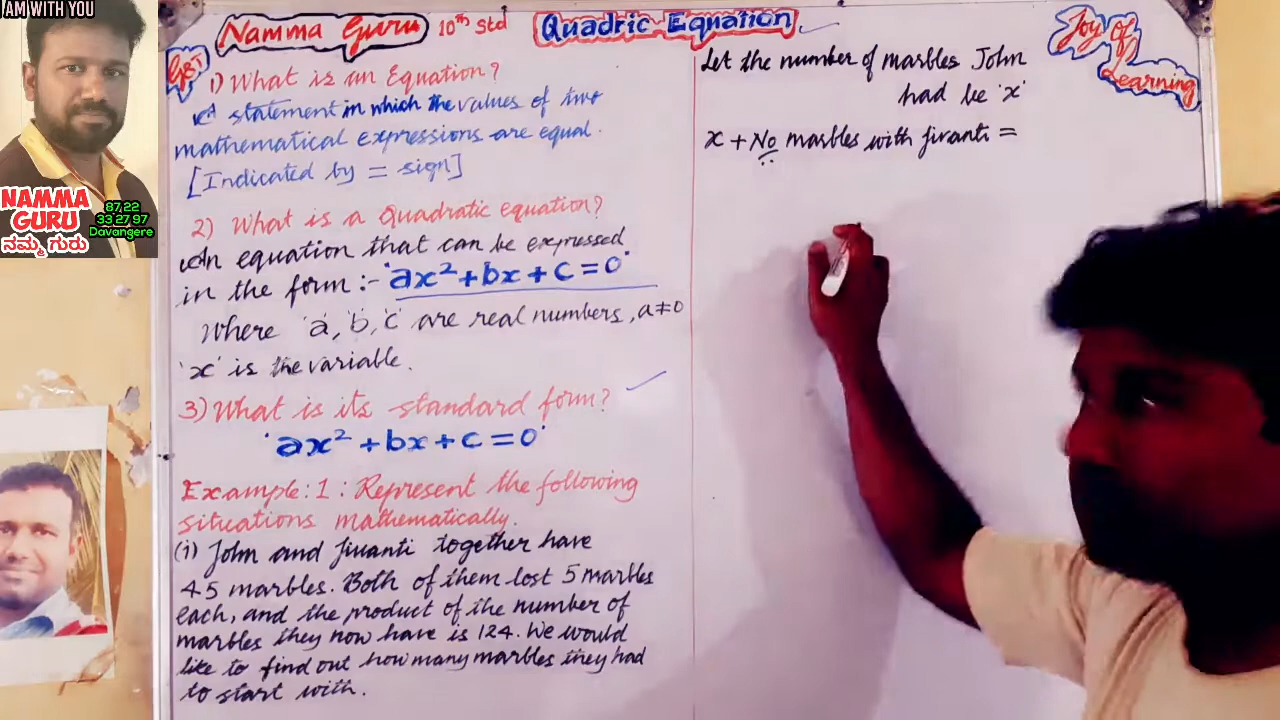 I AM WITH YOU
NAMMA
GURU
ನಮ್ಮ ಗುರು
87,22
33 27 97
Davangere
Namma Guru 10th Std Quadric Equation
GBT
Joy of
Learning
1) What is an Equation?
A statement in which the values of two
mathematical expressions are equal.
[Indicated by = sign]
2) What is a Quadratic equation?
An equation that can be expressed
in the form :- 'ax²+bx+c=0'
Where 'a', 'b', 'c' are real numbers, a≠0
'x' is the variable.
3) What is its standard form?
'ax²+bx+c=0'
Example:1: Represent the following
situations mathematically.
(i) John and Jivanti together have
45 marbles. Both of them lost 5 marbles
each, and the product of the number of
marbles they now have is 124. We would
like to find out how many marbles they had
to start with.
Let the number of marbles John
had be 'x'
x + No marbles with Jivanti =